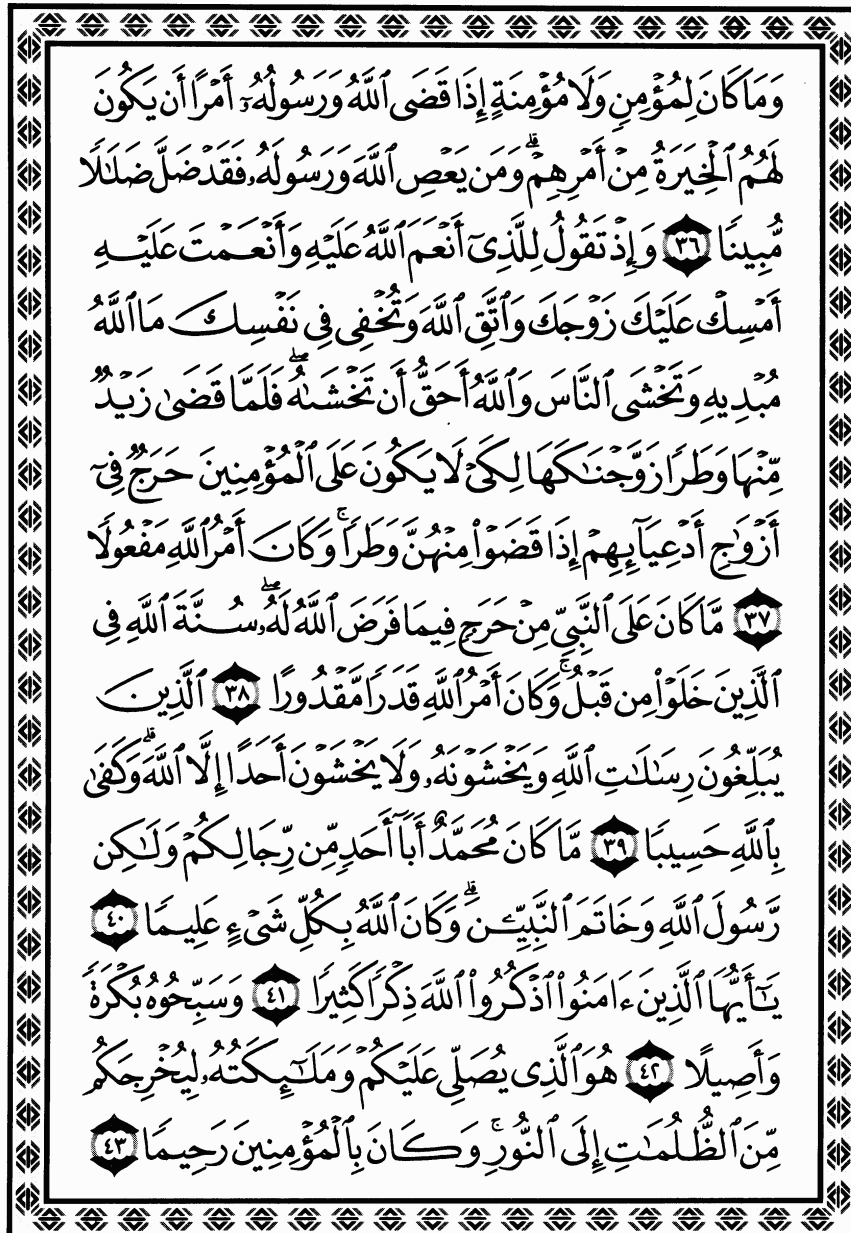 وَمَا كَانَ لِمُؤْمِنٍ وَلَا مُؤْمِنَةٍ إِذَا قَضَى ٱللَّهُ وَرَسُولُهُۥٓ أَمْرًا أَن يَكُونَ
لَهُمُ ٱلْخِيَرَةُ مِنْ أَمْرِهِمْ ۗ وَمَن يَعْصِ ٱللَّهَ وَرَسُولَهُۥ فَقَدْ ضَلَّ ضَلَٰلًا
مُّبِينًا ٣٦ وَإِذْ تَقُولُ لِلَّذِىٓ أَنْعَمَ ٱللَّهُ عَلَيْهِ وَأَنْعَمْتَ عَلَيْهِ
أَمْسِكْ عَلَيْكَ زَوْجَكَ وَٱتَّقِ ٱللَّهَ وَتُخْفِى فِى نَفْسِكَ مَا ٱللَّهُ
مُبْدِيهِ وَتَخْشَى ٱلنَّاسَ وَٱللَّهُ أَحَقُّ أَن تَخْشَىٰهُ ۖ فَلَمَّا قَضَىٰ زَيْدٌ
مِّنْهَا وَطَرًا زَوَّجْنَٰكَهَا لِكَىْ لَا يَكُونَ عَلَى ٱلْمُؤْمِنِينَ حَرَجٌ فِىٓ
أَزْوَٰجِ أَدْعِيَآئِهِمْ إِذَا قَضَوْا۟ مِنْهُنَّ وَطَرًا ۚ وَكَانَ أَمْرُ ٱللَّهِ مَفْعُولًا
٣٧ مَّا كَانَ عَلَى ٱلنَّبِىِّ مِنْ حَرَجٍ فِيمَا فَرَضَ ٱللَّهُ لَهُۥ ۖ سُنَّةَ ٱللَّهِ فِى
ٱلَّذِينَ خَلَوْا۟ مِن قَبْلُ ۚ وَكَانَ أَمْرُ ٱللَّهِ قَدَرًا مَّقْدُورًا ٣٨ ٱلَّذِينَ
يُبَلِّغُونَ رِسَٰلَٰتِ ٱللَّهِ وَيَخْشَوْنَهُۥ وَلَا يَخْشَوْنَ أَحَدًا إِلَّا ٱللَّهَ ۗ وَكَفَىٰ
بِٱللَّهِ حَسِيبًا ٣٩ مَّا كَانَ مُحَمَّدٌ أَبَآ أَحَدٍ مِّن رِّجَالِكُمْ وَلَٰكِن
رَّسُولَ ٱللَّهِ وَخَاتَمَ ٱلنَّبِيِّـۧنَ ۗ وَكَانَ ٱللَّهُ بِكُلِّ شَىْءٍ عَلِيمًا ٤٠
يَٰٓأَيُّهَا ٱلَّذِينَ ءَامَنُوا۟ ٱذْكُرُوا۟ ٱللَّهَ ذِكْرًا كَثِيرًا ٤١ وَسَبِّحُوهُ بُكْرَةً
وَأَصِيلًا ٤٢ هُوَ ٱلَّذِى يُصَلِّى عَلَيْكُمْ وَمَلَٰٓئِكَتُهُۥ لِيُخْرِجَكُم
مِّنَ ٱلظُّلُمَٰتِ إِلَى ٱلنُّورِ ۚ وَكَانَ بِٱلْمُؤْمِنِينَ رَحِيمًا ٤٣